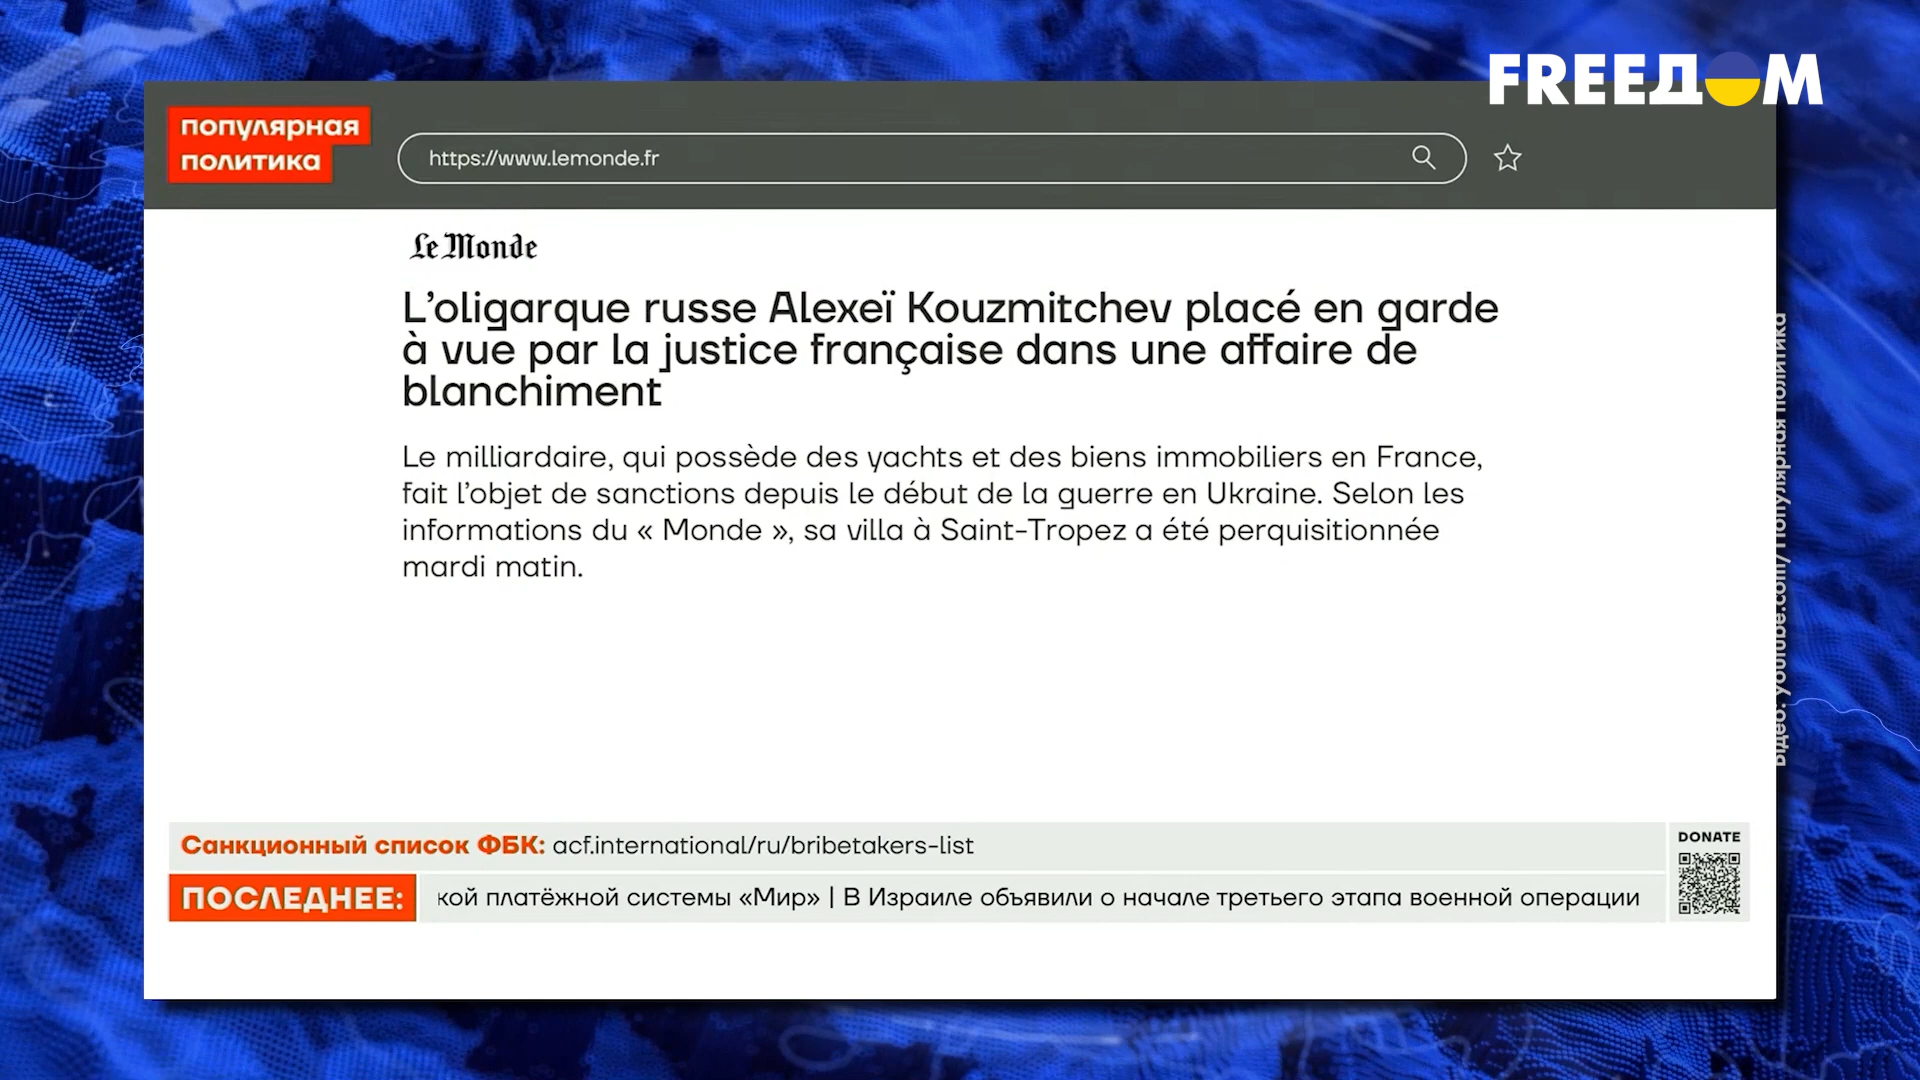 FREEДOM
популярная
политика
https://www.lemonde.fr
Le Monde
L’oligarque russe Alexeï Kouzmitchev placé en garde
à vue par la justice française dans une affaire de
blanchiment
Le milliardaire, qui possède des yachts et des biens immobiliers en France,
fait l’objet de sanctions depuis le début de la guerre en Ukraine. Selon les
informations du « Monde », sa villa à Saint-Tropez a été perquisitionnée
mardi matin.
відео: youtube.com/Популярная политика
Санкционный список ФБК: acf.international/ru/bribetakers-list
DONATE
ПОСЛЕДНЕЕ: кой платёжной системы «Мир» | В Израиле объявили о начале третьего этапа военной операции